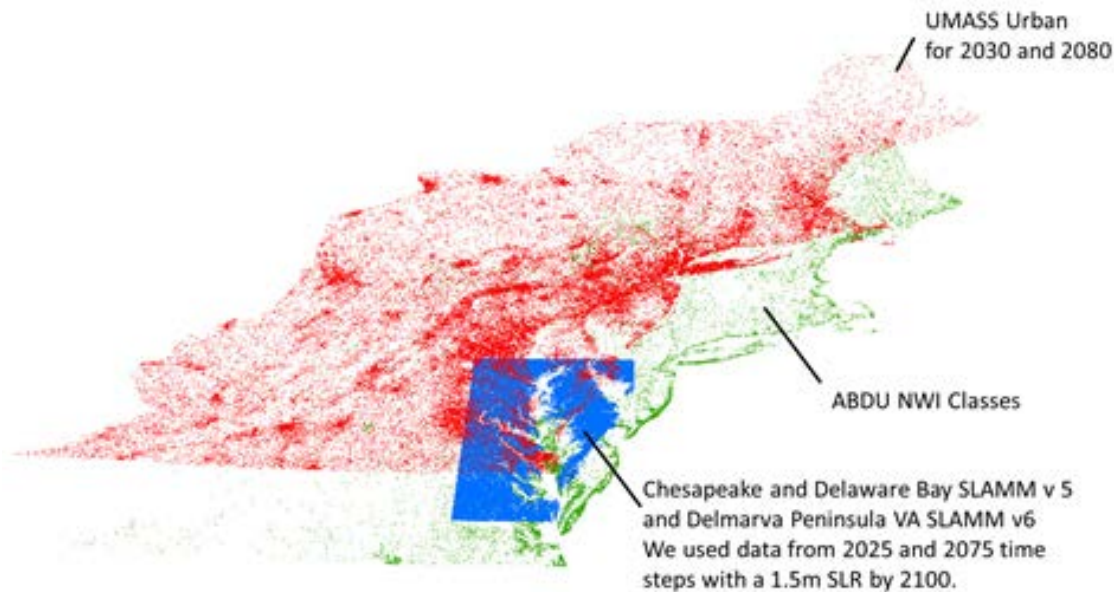 UMASS Urban
for 2030 and 2080
ABDU NWI Classes
Chesapeake and Delaware Bay SLAMM v 5
and Delmarva Peninsula VA SLAMM v6
We used data from 2025 and 2075 time
steps with a 1.5m SLR by 2100.